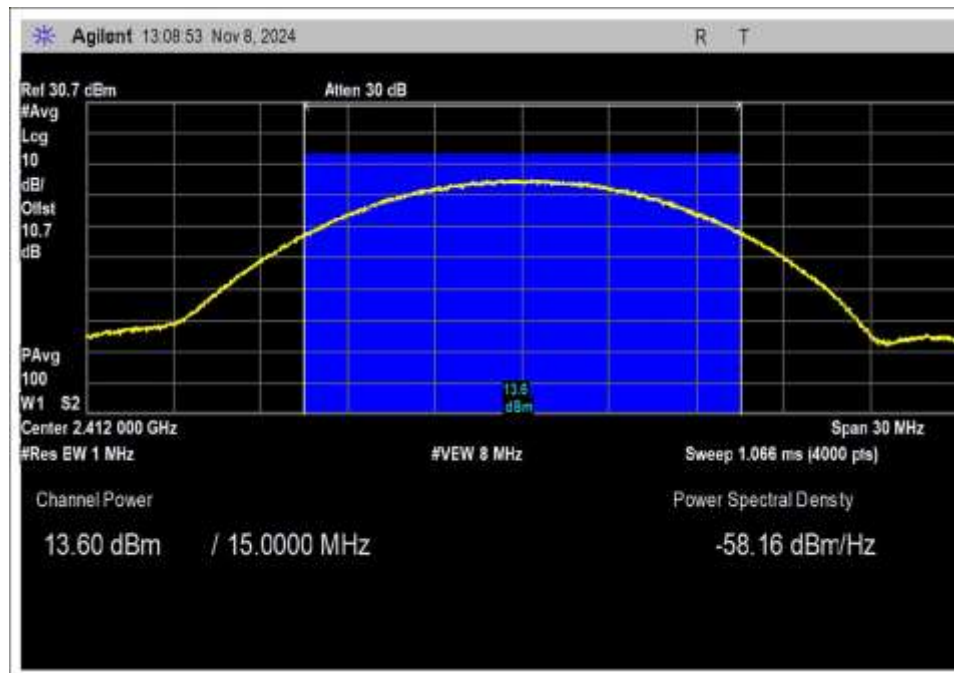 Agilent 13:08:53 Nov 8, 2024 R T
Ref 30.7 dBm Atten 30 dB
#Avg
Log
10
dB/
Offst
10.7
dB
PAvg
100
W1 S2
13.6
dBm
Center 2.412 000 GHz Span 30 MHz
#Res BW 1 MHz #VBW 8 MHz Sweep 1.066 ms (4000 pts)
Channel Power Power Spectral Density
13.60 dBm / 15.0000 MHz -58.16 dBm/Hz